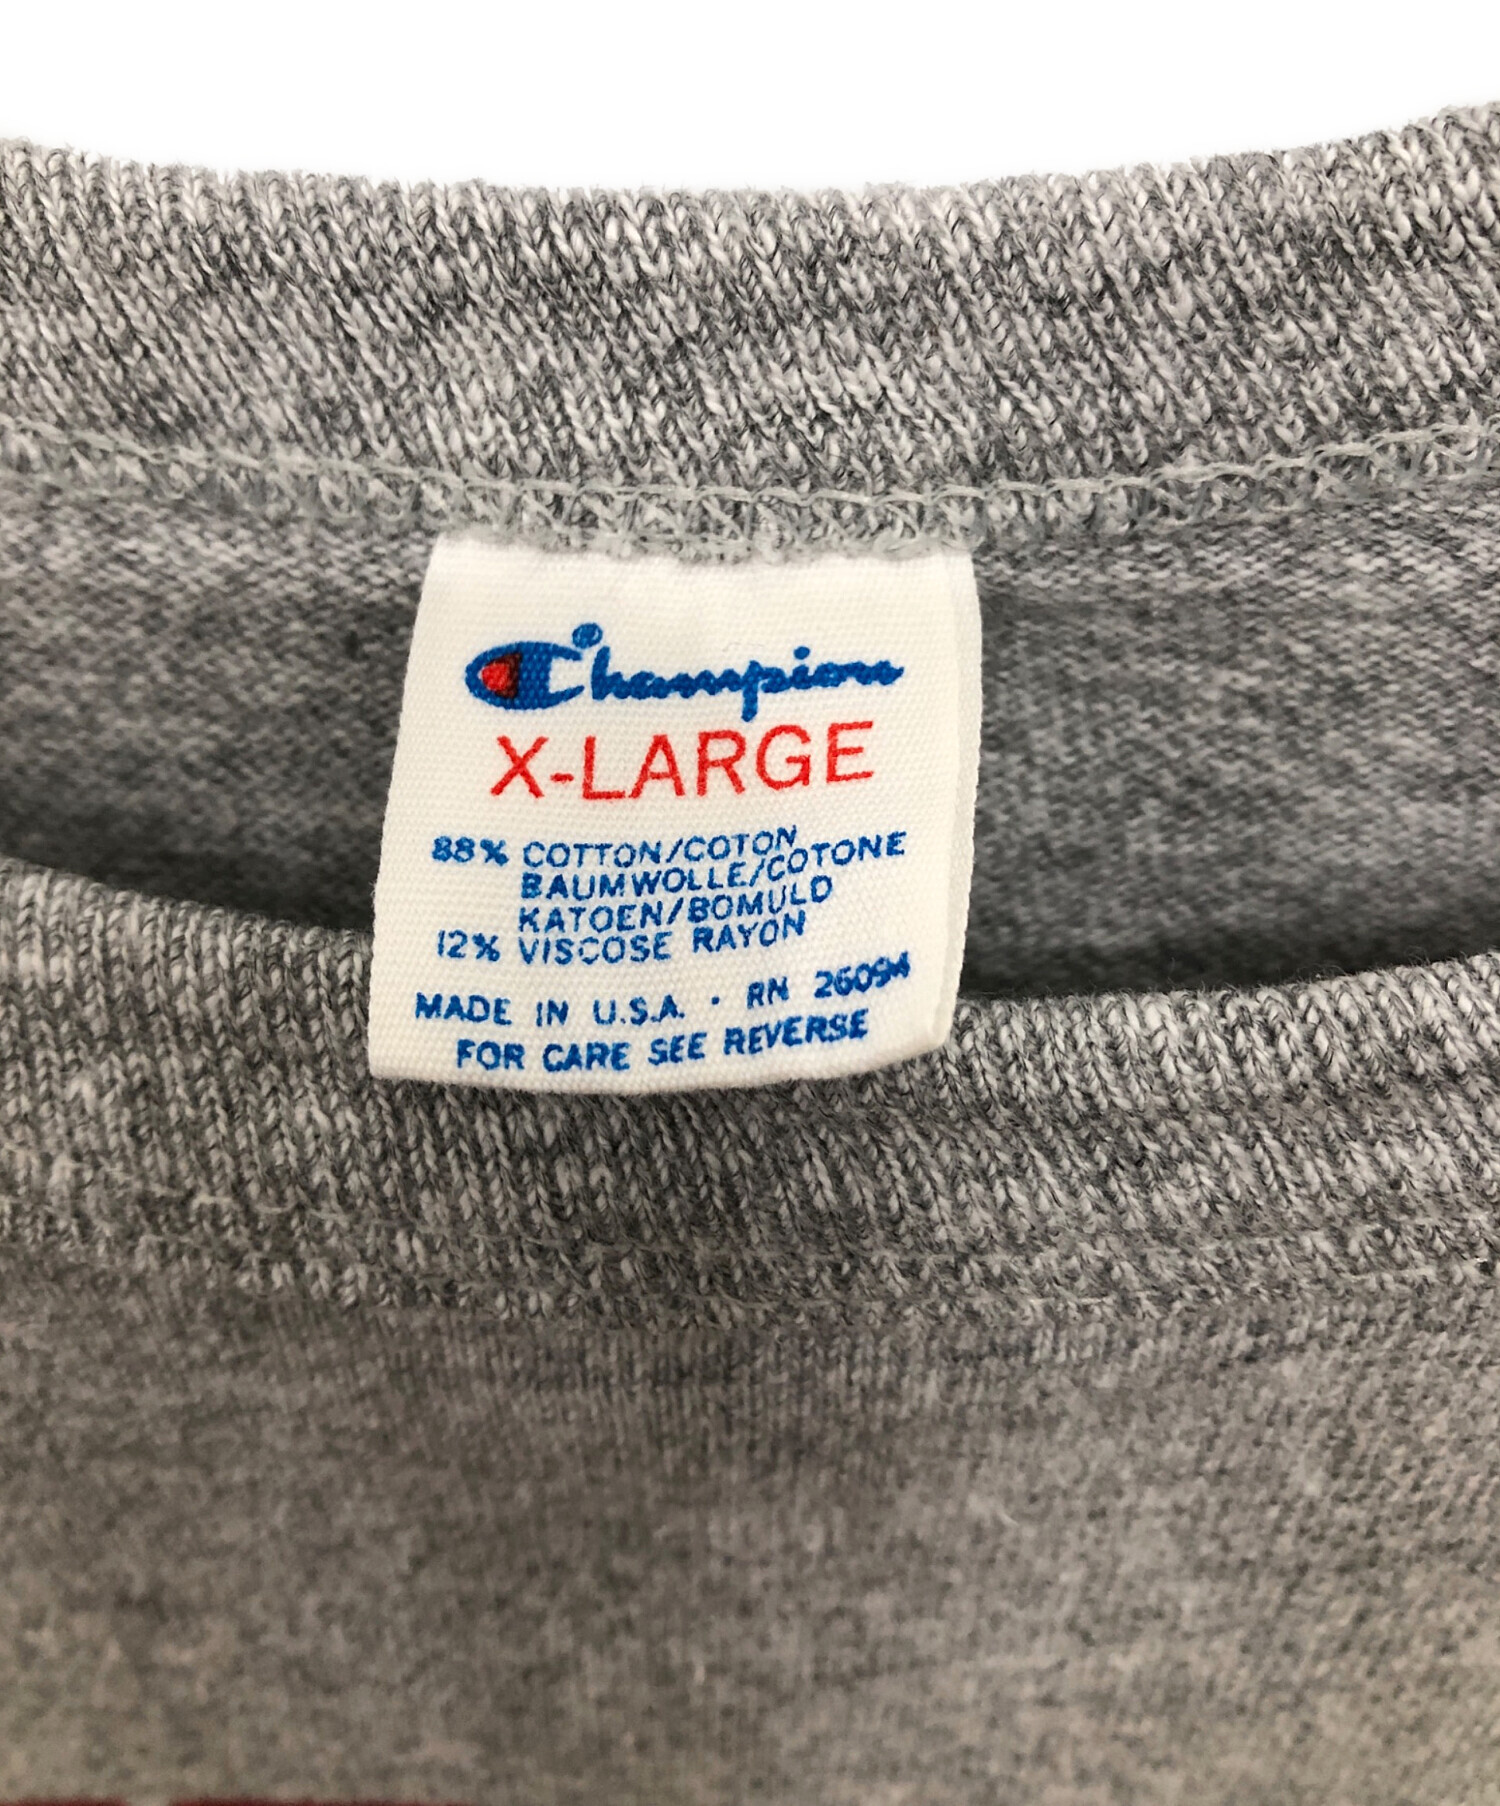 Champion®
X-LARGE
88% COTTON/COTON
BAUMWOLLE/COTONE
KATOEN/BOMULD
12% VISCOSE RAYON
MADE IN U.S.A. · RN 26094
FOR CARE SEE REVERSE